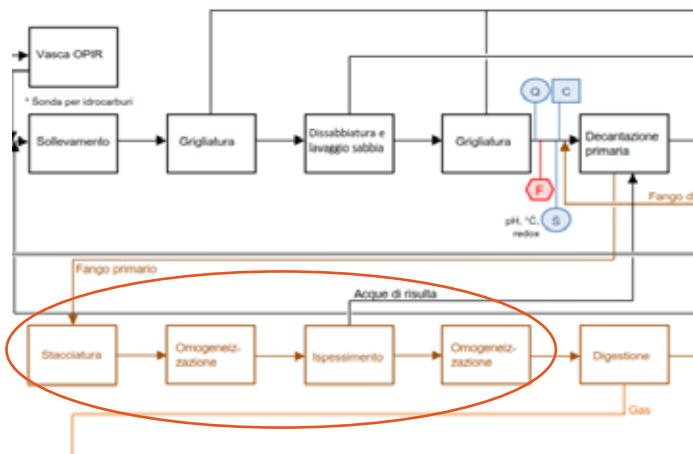 Vasca OPIR
* Sonda per idrocarburi
Sollevamento
Grigliatura
Dissabbiatura e
lavaggio sabbia
Grigliatura
Q
C
F
S
pH, °C,
redox
Decantazione
primaria
Fango d
Fango primario
Acque di risulta
Stacciatura
Omogeneiz-
zazione
Ispessimento
Omogeneiz-
zazione
Digestione
Gas